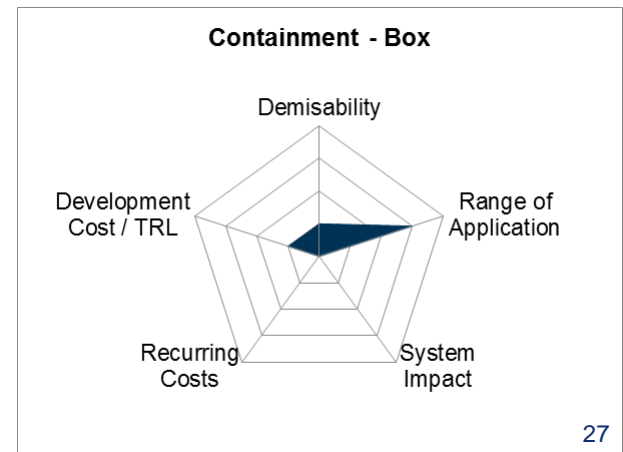 Containment - Box
Demisability
Development
Cost / TRL
Range of
Application
Recurring
Costs
System
Impact
27